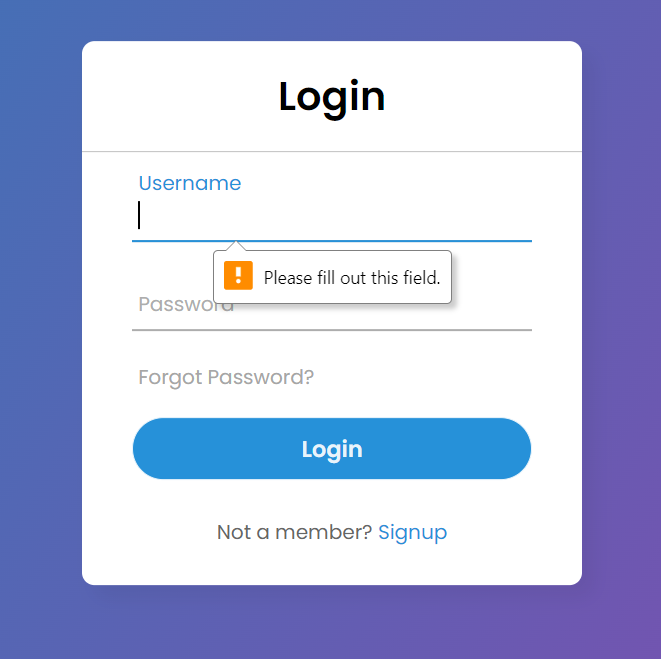 Login
Username
Please fill out this field.
Password
Forgot Password?
Login
Not a member? Signup